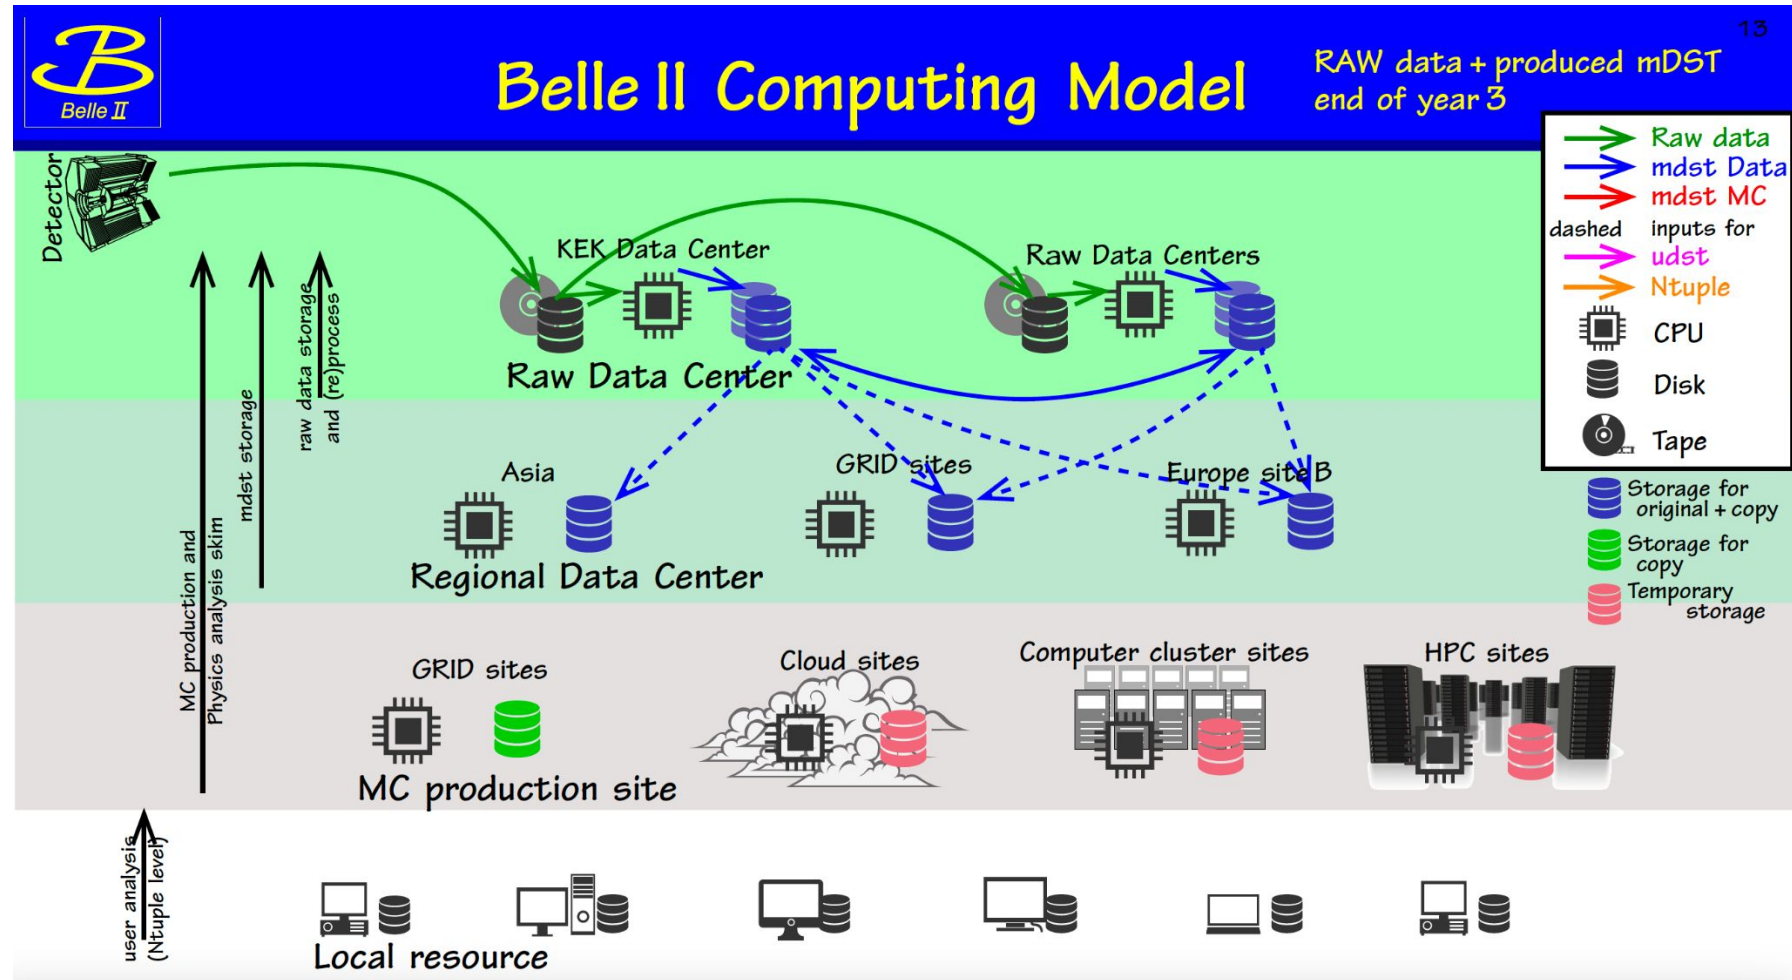 13
Belle II
Belle II Computing Model
RAW data + produced mDST
end of year 3
Raw data
mdst Data
mdst MC
dashed inputs for
udst
Ntuple
CPU
Disk
Tape
Storage for
original + copy
Storage for
copy
Temporary
storage
Detector
KEK Data Center
Raw Data Centers
Raw Data Center
raw data storage
and (re)process
mdst storage
MC production and
Physics analysis skim
Asia
GRID sites
Europe site B
Regional Data Center
GRID sites
Cloud sites
Computer cluster sites
HPC sites
MC production site
user analysis
(Ntuple level)
Local resource